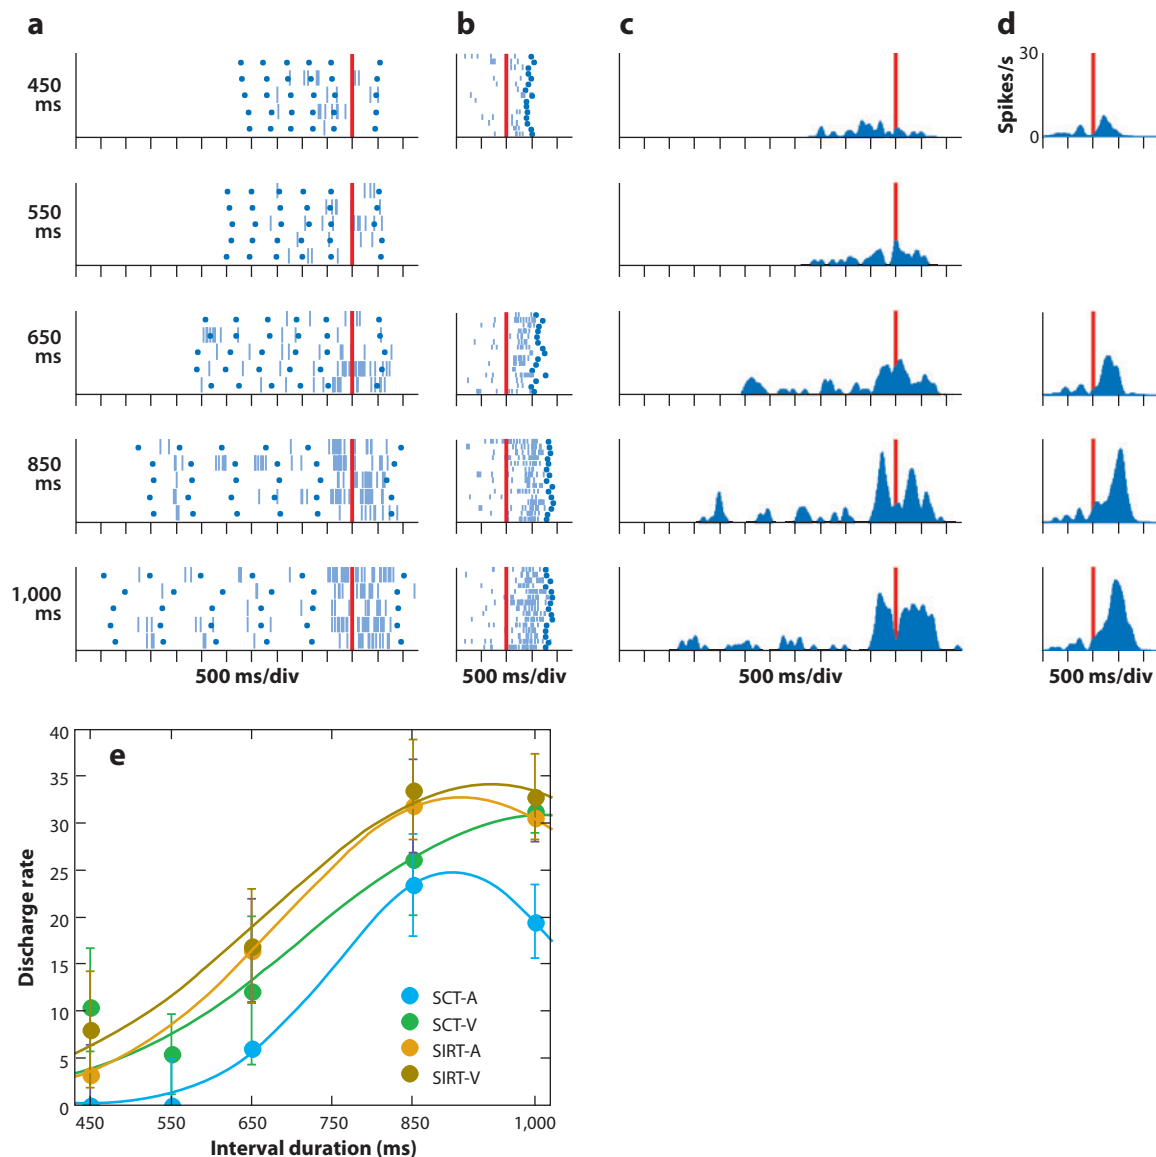 a
b
c
d
450
ms
550
ms
650
ms
850
ms
1,000
ms
30
Spikes/s
0
500 ms/div
500 ms/div
500 ms/div
500 ms/div
e
40
35
30
25
20
15
10
5
0
Discharge rate
SCT-A
SCT-V
SIRT-A
SIRT-V
450
550
650
750
850
1,000
Interval duration (ms)